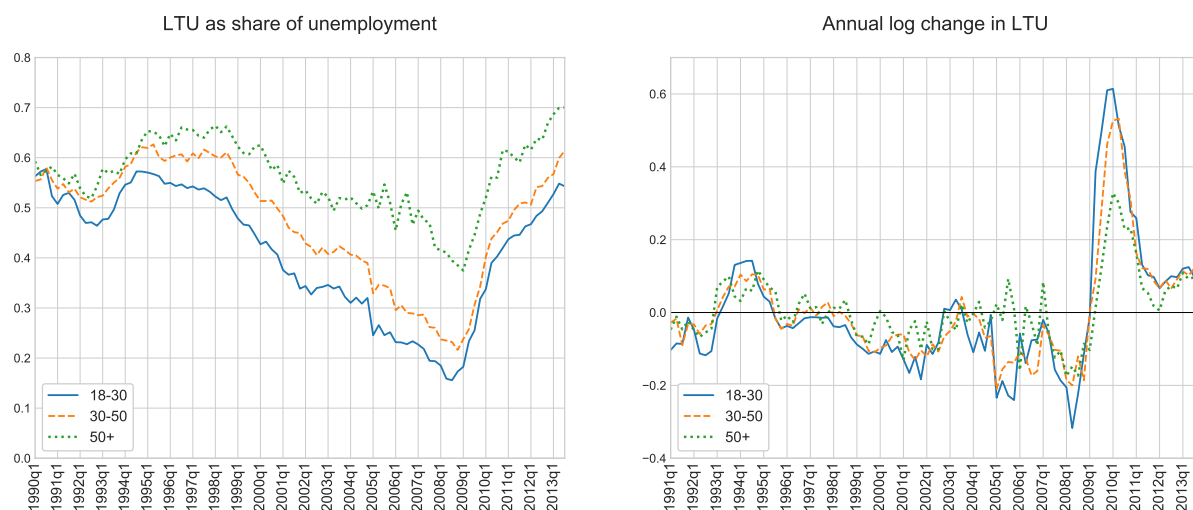 LTU as share of unemployment
0.8
0.7
0.6
0.5
0.4
0.3
0.2
0.1
0.0
18-30
30-50
50+
1990q1
1991q1
1992q1
1993q1
1994q1
1995q1
1996q1
1997q1
1998q1
1999q1
2000q1
2001q1
2002q1
2003q1
2004q1
2005q1
2006q1
2007q1
2008q1
2009q1
2010q1
2011q1
2012q1
2013q1
Annual log change in LTU
0.6
0.4
0.2
0.0
−0.2
−0.4
18-30
30-50
50+
1991q1
1992q1
1993q1
1994q1
1995q1
1996q1
1997q1
1998q1
1999q1
2000q1
2001q1
2002q1
2003q1
2004q1
2005q1
2006q1
2007q1
2008q1
2009q1
2010q1
2011q1
2012q1
2013q1